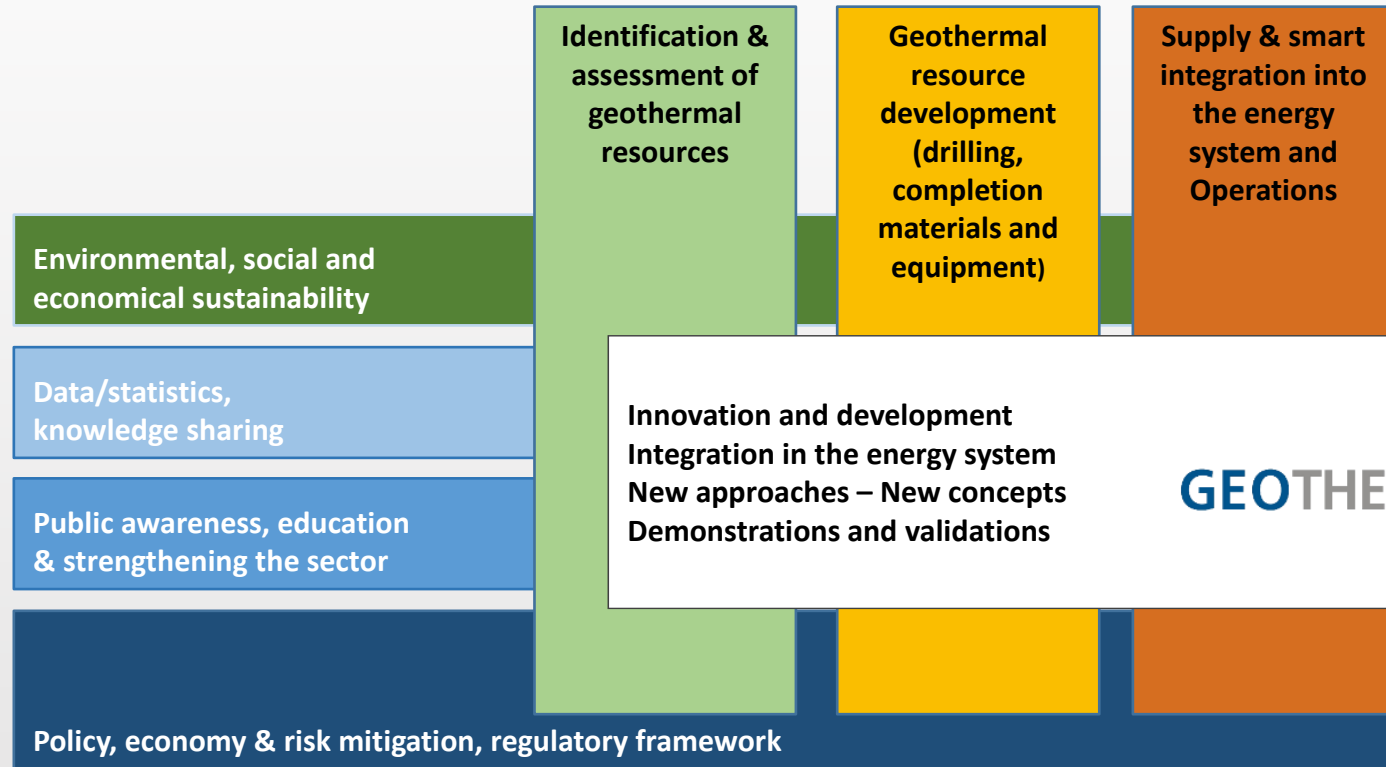 Identification &
assessment of
geothermal
resources
Geothermal
resource
development
(drilling,
completion
materials and
equipment)
Supply & smart
integration into
the energy
system and
Operations
Environmental, social and
economical sustainability
Data/statistics,
knowledge sharing
Public awareness, education
& strengthening the sector
Innovation and development
Integration in the energy system
New approaches – New concepts
Demonstrations and validations
GEOTHE
Policy, economy & risk mitigation, regulatory framework